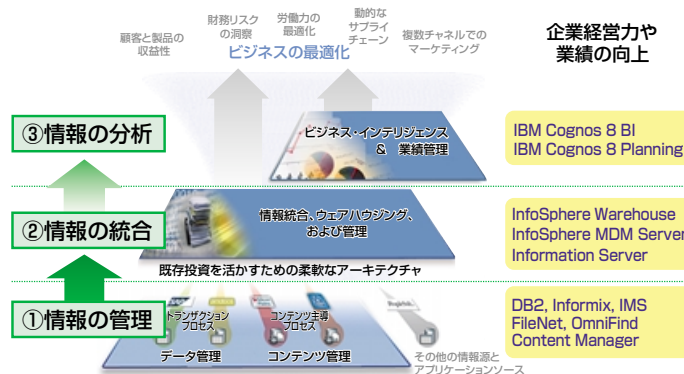 顧客と製品の
収益性
財務リスク
の洞察
労働力の
最適化
動的な
サプライ
チェーン
複数チャネルでの
マーケティング
ビジネスの最適化
企業経営力や
業績の向上
③情報の分析
ビジネス・インテリジェンス
& 業績管理
IBM Cognos 8 BI
IBM Cognos 8 Planning
②情報の統合
情報統合、ウェアハウジング、
および管理
InfoSphere Warehouse
InfoSphere MDM Server
Information Server
既存投資を活かすための柔軟なアーキテクチャ
①情報の管理
トランザクション
プロセス
コンテンツ主導
プロセス
データ管理
コンテンツ管理
その他の情報源と
アプリケーションソース
DB2, Informix, IMS
FileNet, OmniFind
Content Manager